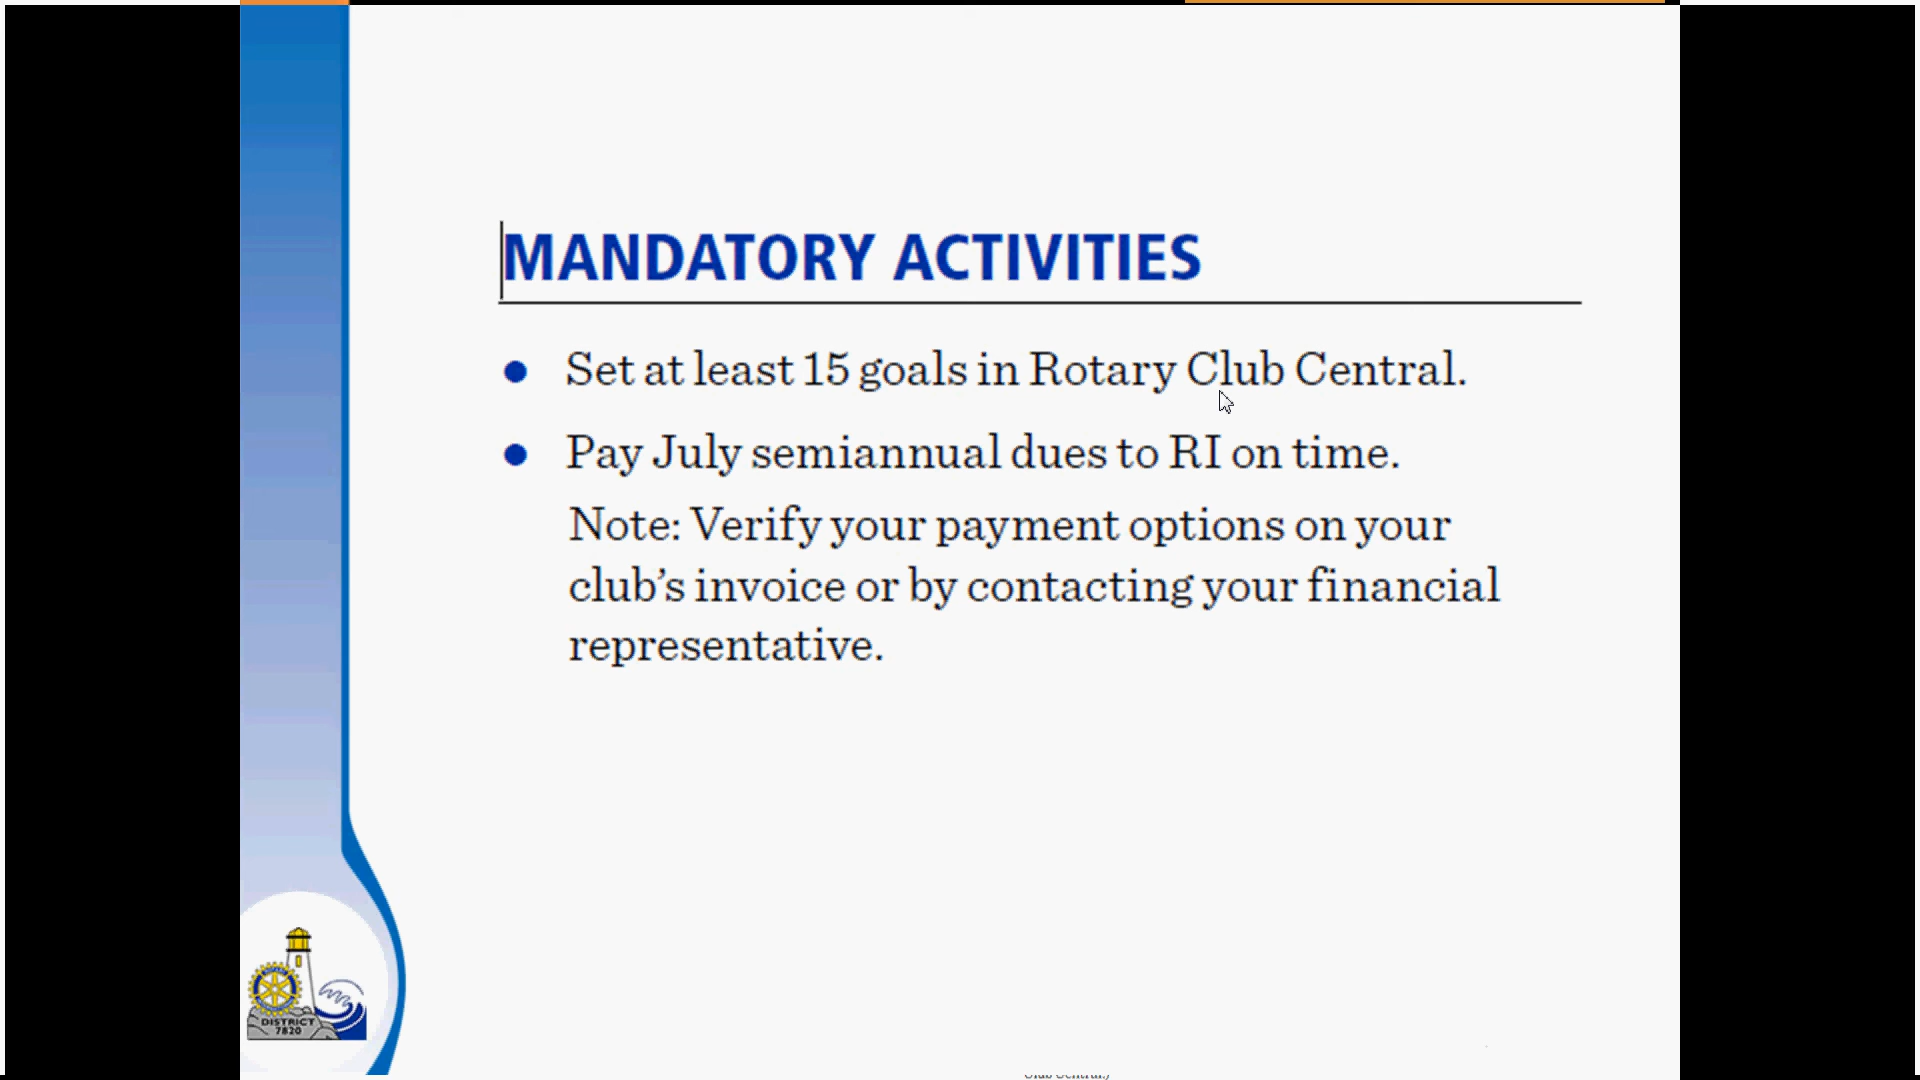 MANDATORY ACTIVITIES
● Set at least 15 goals in Rotary Club Central.
● Pay July semiannual dues to RI on time.
Note: Verify your payment options on your
club’s invoice or by contacting your financial
representative.
DISTRICT
7820